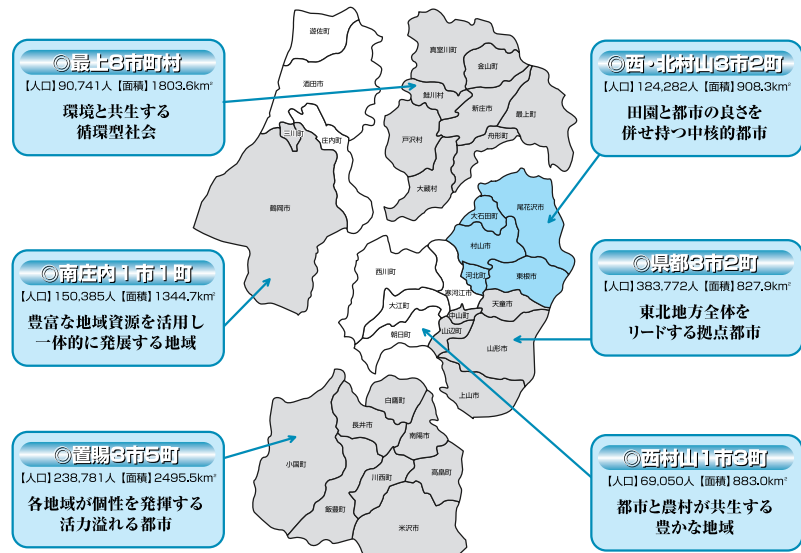 ◎最上8市町村
【人口】90,741人【面積】1803.6km²
環境と共生する
循環型社会
◎南庄内1市1町
【人口】150,385人【面積】1344.7km²
豊富な地域資源を活用し
一体的に発展する地域
◎置賜3市5町
【人口】238,781人【面積】2495.5km²
各地域が個性を発揮する
活力溢れる都市
遊佐町
酒田市
三川町
庄内町
鶴岡市
真室川町
金山町
鮭川村
新庄市
最上町
戸沢村
舟形町
大蔵村
尾花沢市
大石田町
村山市
河北町
東根市
西川町
寒河江市
天童市
大江町
中山町
朝日町
山辺町
山形市
上山市
白鷹町
長井市
南陽市
小国町
川西町
高畠町
飯豊町
米沢市
◎西・北村山3市2町
【人口】124,282人【面積】908.3km²
田園と都市の良さを
併せ持つ中核的都市
◎県都3市2町
【人口】383,772人【面積】827,9km²
東北地方全体を
リードする拠点都市
◎西村山1市3町
【人口】69,050人【面積】883.0km²
都市と農村が共生する
豊かな地域